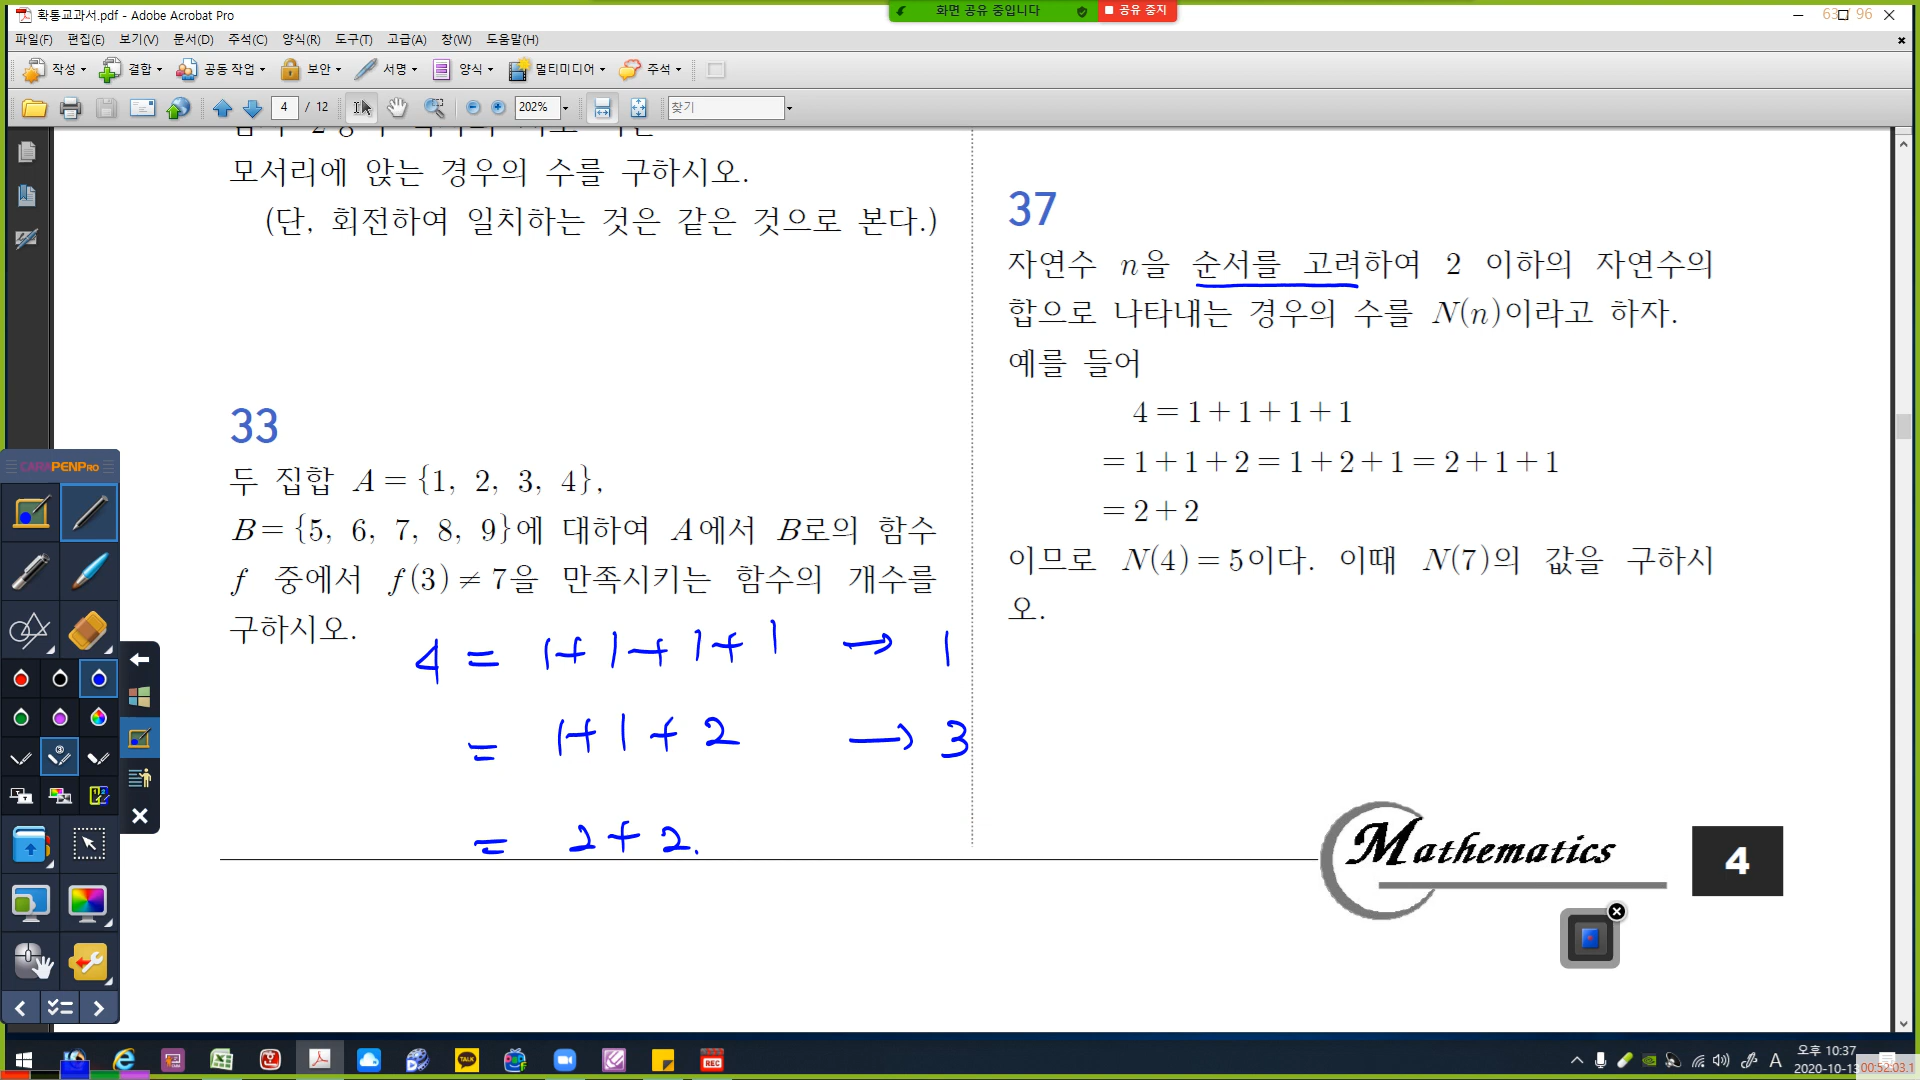 확통교과서.pdf - Adobe Acrobat Pro
화면 공유 중입니다
공유 중지
63 / 96
파일(F) 편집(E) 보기(V) 문서(D) 주석(C) 양식(R) 도구(T) 고급(A) 창(W) 도움말(H)
작성 결합 공동 작업 보안 서명 양식 멀티미디어 주석
4 / 12 202% 찾기
모서리에 앉는 경우의 수를 구하시오.
(단, 회전하여 일치하는 것은 같은 것으로 본다.)
33
두 집합 A = {1, 2, 3, 4},
B = {5, 6, 7, 8, 9}에 대하여 A에서 B로의 함수
f 중에서 f(3) ≠ 7을 만족시키는 함수의 개수를
구하시오.
4 = 1 + 1 + 1 + 1 → 1
= 1 + 1 + 2 → 3
= 2 + 2.
37
자연수 n을 순서를 고려하여 2 이하의 자연수의
합으로 나타내는 경우의 수를 N(n)이라고 하자.
예를 들어
4 = 1 + 1 + 1 + 1
= 1 + 1 + 2 = 1 + 2 + 1 = 2 + 1 + 1
= 2 + 2
이므로 N(4) = 5이다. 이때 N(7)의 값을 구하시
오.
Mathematics
4
CARAPENPRO
TALK
REC
A
오후 10:37
2020-10-13
00:52:03.1